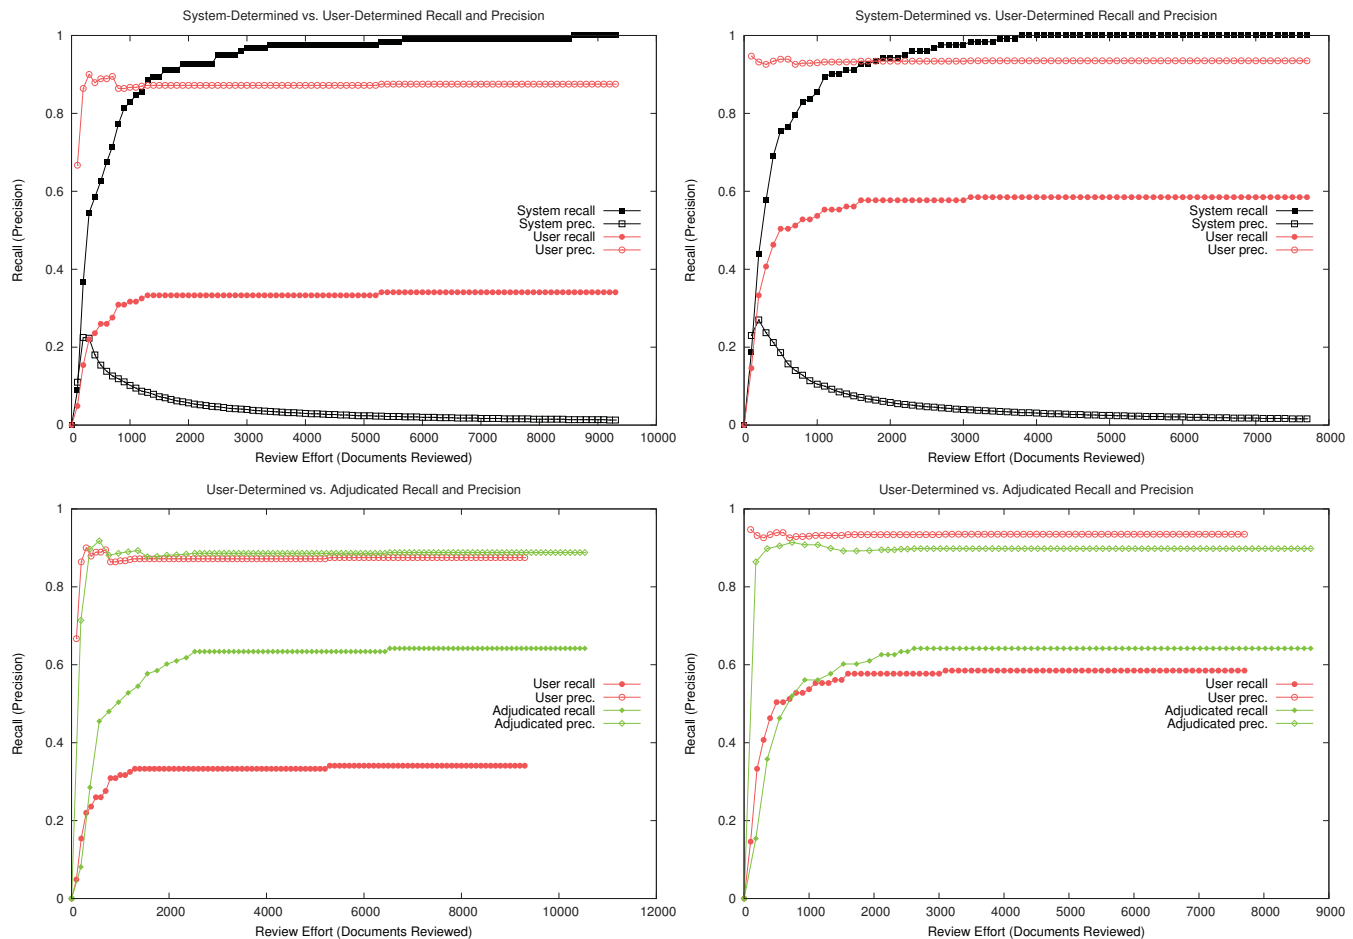 System-Determined vs. User-Determined Recall and Precision
1
0.8
0.6
0.4
0.2
0
Recall (Precision)
System recall
System prec.
User recall
User prec.
0 1000 2000 3000 4000 5000 6000 7000 8000 9000 10000
Review Effort (Documents Reviewed)
System-Determined vs. User-Determined Recall and Precision
1
0.8
0.6
0.4
0.2
0
Recall (Precision)
System recall
System prec.
User recall
User prec.
0 1000 2000 3000 4000 5000 6000 7000 8000
Review Effort (Documents Reviewed)
User-Determined vs. Adjudicated Recall and Precision
1
0.8
0.6
0.4
0.2
0
Recall (Precision)
User recall
User prec.
Adjudicated recall
Adjudicated prec.
0 2000 4000 6000 8000 10000 12000
Review Effort (Documents Reviewed)
User-Determined vs. Adjudicated Recall and Precision
1
0.8
0.6
0.4
0.2
0
Recall (Precision)
User recall
User prec.
Adjudicated recall
Adjudicated prec.
0 1000 2000 3000 4000 5000 6000 7000 8000 9000
Review Effort (Documents Reviewed)